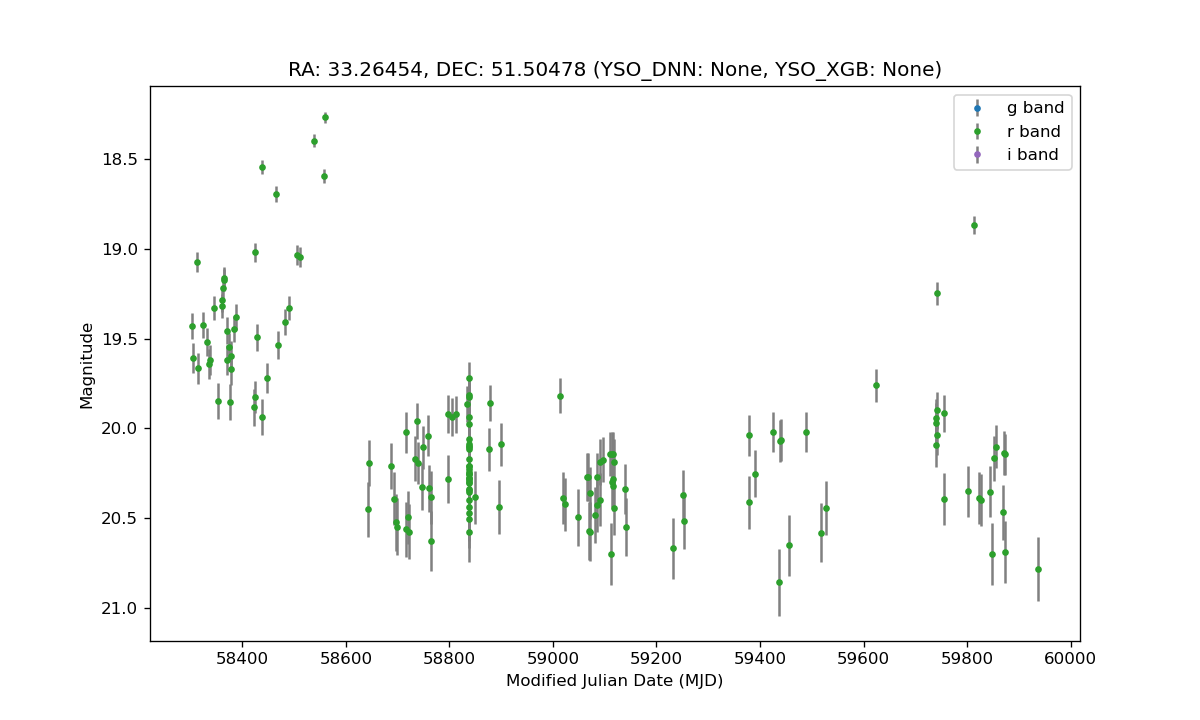 RA: 33.26454, DEC: 51.50478 (YSO_DNN: None, YSO_XGB: None)
g band
r band
i band
18.5
19.0
19.5
20.0
20.5
21.0
Magnitude
58400 58600 58800 59000 59200 59400 59600 59800 60000
Modified Julian Date (MJD)